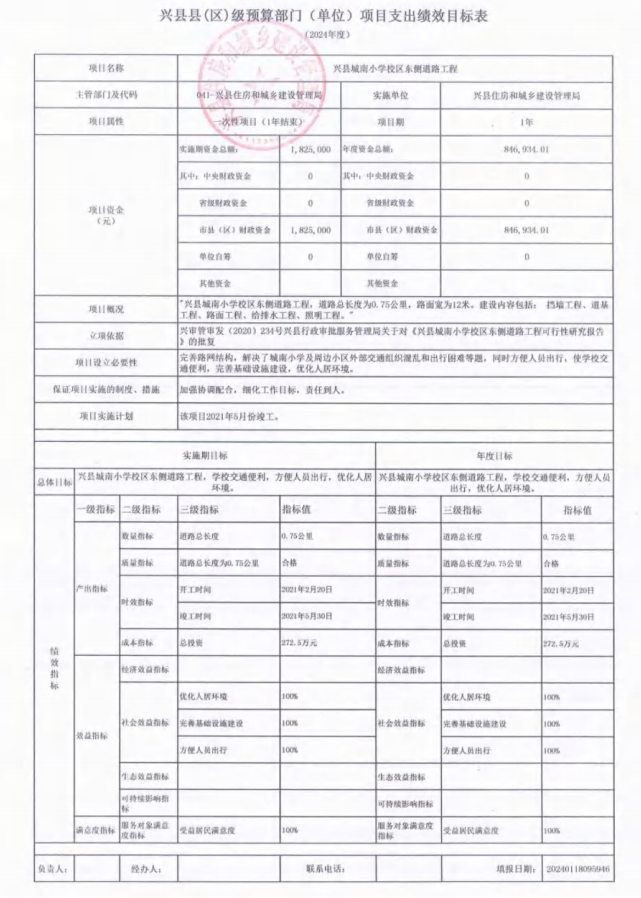 兴县县(区)级预算部门（单位）项目支出绩效目标表
（2024年度）
项目名称 兴县城南小学校区东侧道路工程
主管部门及代码 041-兴县住房和城乡建设管理局 实施单位 兴县住房和城乡建设管理局
项目属性 一次性项目（1年结束） 项目期 1年
项目资金
（元）
实施期资金总额： 1,825,000 年度资金总额： 846,934.01
其中：中央财政资金 0 其中：中央财政资金 0
省级财政资金 0 省级财政资金 0
市县（区）财政资金 1,825,000 市县（区）财政资金 846,934.01
单位自筹 0 单位自筹 0
其他资金 其他资金
项目概况 "兴县城南小学校区东侧道路工程，道路总长度为0.75公里，路面宽为12米。建设内容包括： 挡墙工程、道基
工程、路面工程、给排水工程、照明工程。"
立项依据 兴审管审发（2020）234号兴县行政审批服务管理局关于对《兴县城南小学校区东侧道路工程可行性研究报告
》的批复
项目设立必要性 完善路网结构，解决了城南小学及周边小区外部交通组织混乱和出行困难等题，同时方便人员出行、使学校交
通便利，完善基础设施建设，优化人居环境。
保证项目实施的制度、措施 加强协调配合，细化工作目标，责任到人。
项目实施计划 该项目2021年5月份竣工。
实施期目标 年度目标
总体目标 兴县城南小学校区东侧道路工程，学校交通便利，方便人员出行，优化人居
环境。
兴县城南小学校区东侧道路工程，学校交通便利，方便人员
出行，优化人居环境。
绩效指标
一级指标 二级指标 三级指标 指标值 二级指标 三级指标 指标值
产出指标
数量指标 道路总长度 0.75公里 数量指标 道路总长度 0.75公里
质量指标 道路总长度为0.75公里 合格 质量指标 道路总长度为0.75公里 合格
时效指标 开工时间 2021年2月20日 时效指标 开工时间 2021年2月20日
竣工时间 2021年5月30日 竣工时间 2021年5月30日
成本指标 总投资 272.5万元 成本指标 总投资 272.5万元
效益指标
经济效益指标 经济效益指标
社会效益指标 优化人居环境 100% 社会效益指标 优化人居环境 100%
完善基础设施建设 100% 完善基础设施建设 100%
方便人员出行 100% 方便人员出行 100%
生态效益指标 生态效益指标
可持续影响指
标
可持续影响指标
满意度指标 服务对象满意
度指标
受益居民满意度 100% 服务对象满意
度指标
受益居民满意度 100%
负责人： 经办人： 联系电话： 填报日期： 20240118095946